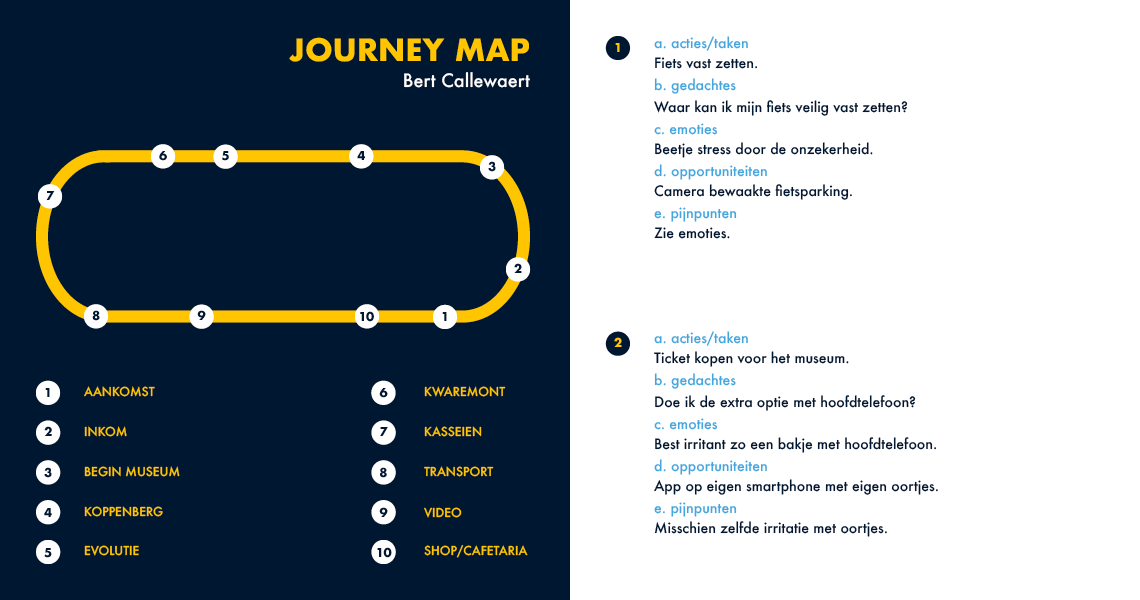 JOURNEY MAP
Bert Callewaert
6
5
4
3
7
2
8
9
10
1
1 AANKOMST
2 INKOM
3 BEGIN MUSEUM
4 KOPPENBERG
5 EVOLUTIE
6 KWAREMONT
7 KASSEIEN
8 TRANSPORT
9 VIDEO
10 SHOP/CAFETARIA
1
a. acties/taken
Fiets vast zetten.
b. gedachtes
Waar kan ik mijn fiets veilig vast zetten?
c. emoties
Beetje stress door de onzekerheid.
d. opportuniteiten
Camera bewaakte fietsparking.
e. pijnpunten
Zie emoties.
2
a. acties/taken
Ticket kopen voor het museum.
b. gedachtes
Doe ik de extra optie met hoofdtelefoon?
c. emoties
Best irritant zo een bakje met hoofdtelefoon.
d. opportuniteiten
App op eigen smartphone met eigen oortjes.
e. pijnpunten
Misschien zelfde irritatie met oortjes.